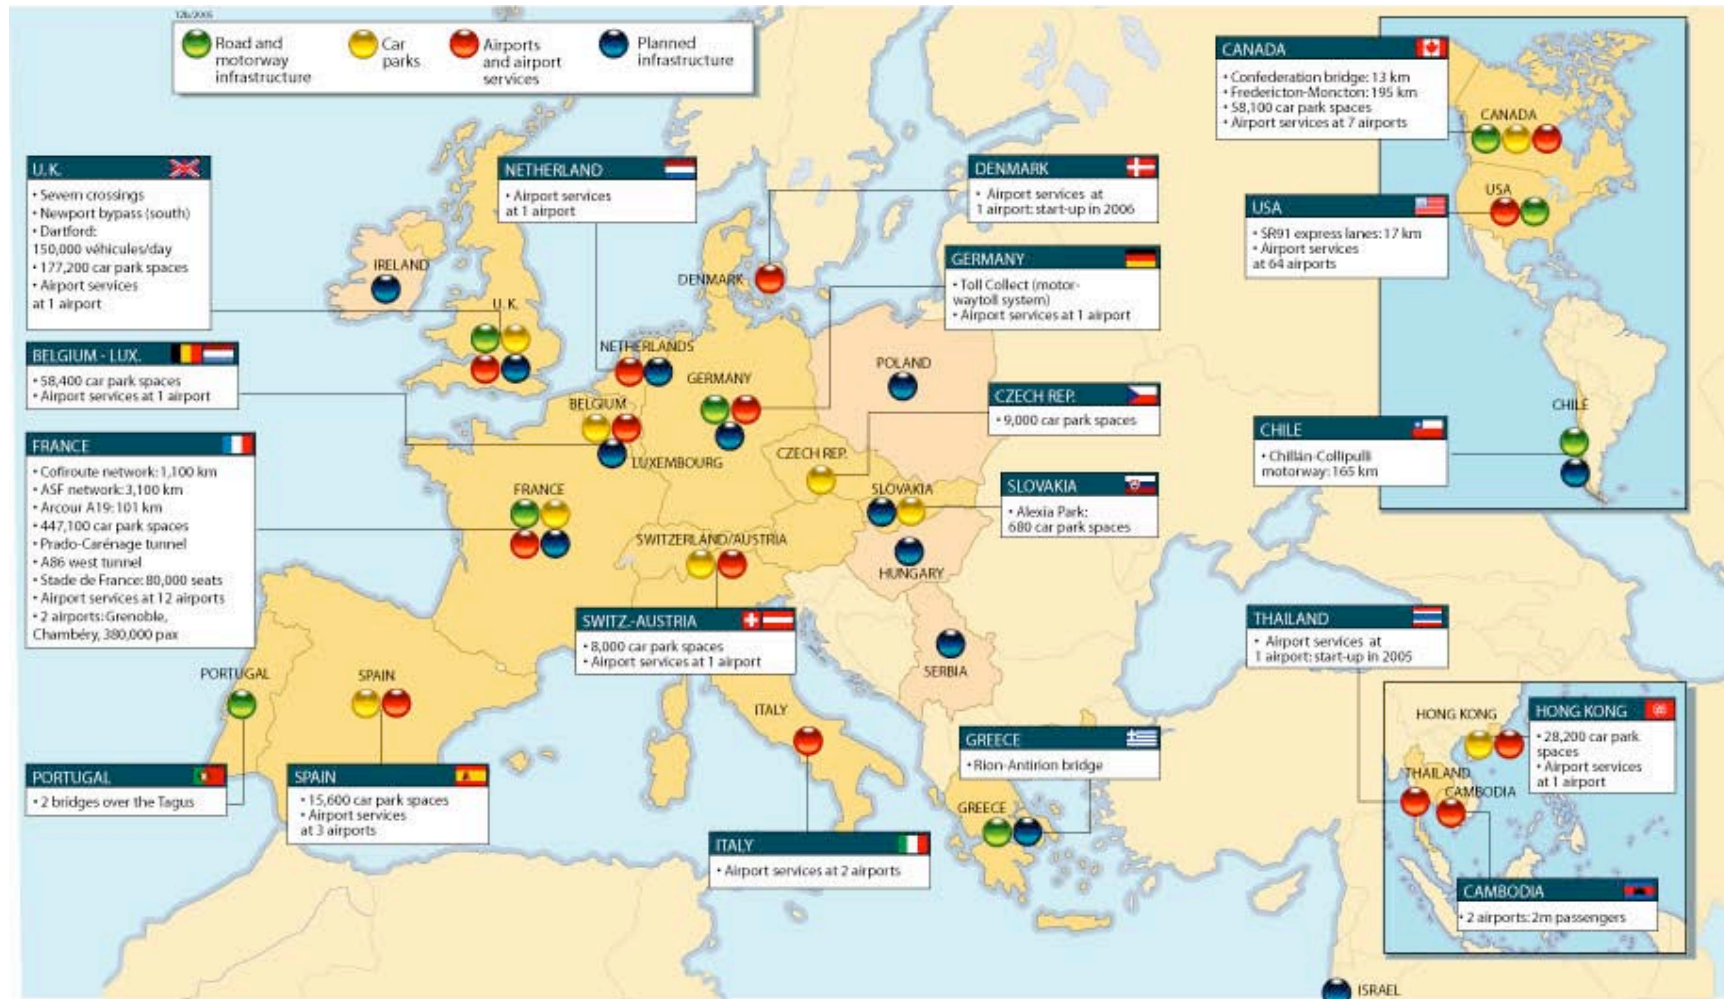 12/b/2005
Road and
motorway
infrastructure
Car
parks
Airports
and airport
services
Planned
infrastructure
U. K.
• Severn crossings
• Newport bypass (south)
• Dartford:
150,000 véhicules/day
• 177,200 car park spaces
• Airport services
at 1 airport
BELGIUM - LUX.
• 58,400 car park spaces
• Airport services at 1 airport
FRANCE
• Cofiroute network: 1,100 km
• ASF network: 3,100 km
• Arcour A19: 101 km
• 447,100 car park spaces
• Prado-Carénage tunnel
• A86 west tunnel
• Stade de France: 80,000 seats
• Airport services at 12 airports
• 2 airports: Grenoble,
Chambéry, 380,000 pax
PORTUGAL
• 2 bridges over the Tagus
SPAIN
• 15,600 car park spaces
• Airport services
at 3 airports
NETHERLAND
• Airport services
at 1 airport
DENMARK
• Airport services at
1 airport: start-up in 2006
GERMANY
• Toll Collect (motor-
waytoll system)
• Airport services at 1 airport
CZECH REP.
• 9,000 car park spaces
SLOVAKIA
• Alexia Park:
680 car park spaces
SWITZ.-AUSTRIA
• 8,000 car park spaces
• Airport services at 1 airport
ITALY
• Airport services at 2 airports
GREECE
• Rion-Antirion bridge
CANADA
• Confederation bridge: 13 km
• Fredericton-Moncton: 195 km
• 58,100 car park spaces
• Airport services at 7 airports
USA
• SR91 express lanes: 17 km
• Airport services
at 64 airports
CHILE
• Chillán-Collipulli
motorway: 165 km
THAILAND
• Airport services at
1 airport: start-up in 2005
HONG KONG
• 28,200 car park
spaces
• Airport services
at 1 airport
CAMBODIA
• 2 airports: 2m passengers
IRELAND
U. K.
DENMARK
NETHERLANDS
GERMANY
POLAND
BELGIUM
LUXEMBOURG
CZECH REP.
FRANCE
SLOVAKIA
SWITZERLAND/AUSTRIA
HUNGARY
SERBIA
PORTUGAL
SPAIN
ITALY
GREECE
ISRAEL
CANADA
USA
CHILE
HONG KONG
THAILAND
CAMBODIA